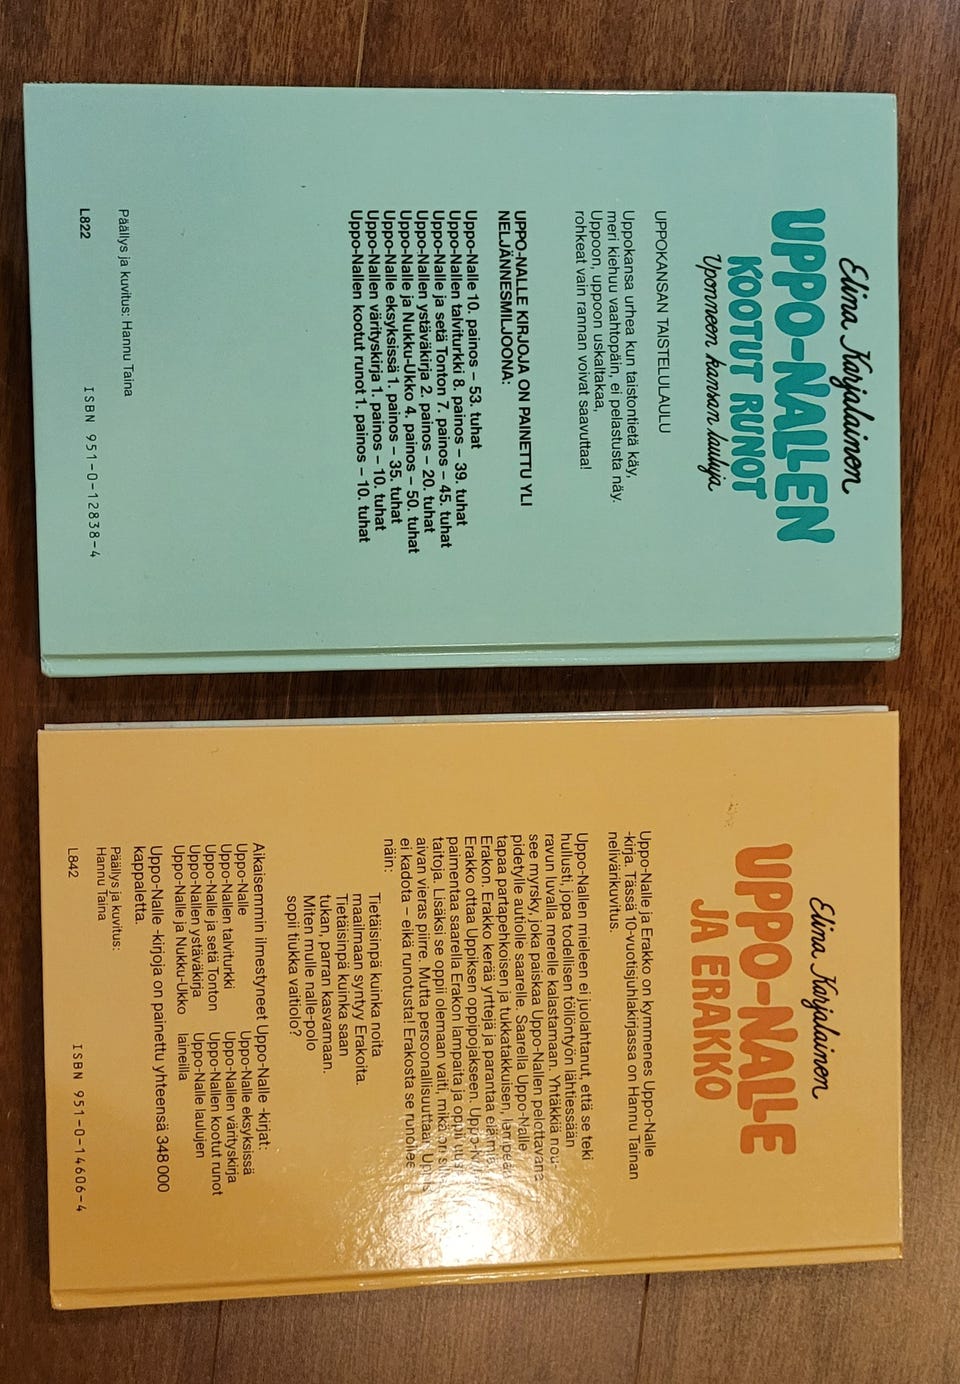 Elina Karjalainen
UPPO-NALLEN
KOOTUT RUNOT
Uponneen kansan lauluja
UPPOKANSAN TAISTELULAULU
Uppokansa urhea kun taistontietä käy,
meri kiehuu vaahtopäin, ei pelastusta näy.
Uppoon, uppoon uskaltakaa,
rohkeat vain rannan voivat saavuttaa!
UPPO-NALLE KIRJOJA ON PAINETTU YLI
NELJÄNNESMILJOONA:
Uppo-Nalle 10. painos – 53. tuhat
Uppo-Nallen talviturkki 8. painos – 39. tuhat
Uppo-Nalle ja setä Tonton 7. painos – 45. tuhat
Uppo-Nallen ystäväkirja 2. painos – 20. tuhat
Uppo-Nalle ja Nukku-Ukko 4. painos – 50. tuhat
Uppo-Nalle eksyksissä 1. painos – 35. tuhat
Uppo-Nallen värityskirja 1. painos – 10. tuhat
Uppo-Nallen kootut runot 1. painos – 10. tuhat
Päällys ja kuvitus: Hannu Taina
L822
ISBN 951-0-12838-4
Elina Karjalainen
UPPO-NALLE
JA ERAKKO
Uppo-Nalle ja Erakko on kymmenes Uppo-Nalle
-kirja. Tässä 10-vuotisjuhlakirjassa on Hannu Tainan
nelivärikuvitus.
Uppo-Nallen mieleen ei juolahtanut, että se teki
hullusti, jopa todellisen töllöntyön lähtiessään
ravun luvalla merelle kalastamaan. Yhtäkkiä nou-
see myrsky, joka paiskaa Uppo-Nallen pelottavana
pidetylle autiolle saarelle. Saarella Uppo-Nalle
tapaa partapehkoisen ja tukkatakkuisen,
Erakon. Erakko kerää yrttejä ja parantaa
Erakko ottaa Uppiksen oppipojakseen.
paimentaa saarella Erakon lampaita ja oppii
taitoja. Lisäksi se oppii olemaan vaiti, mikä on
aivan vieras piirre. Mutta persoonallisuuttaan
ei kadota – eikä runotusta! Erakosta se runoilee
näin:
Tietäisinpä kuinka noita
maailmaan syntyy Erakoita.
Tietäisinpä kuinka saan
tukan, parran kasvamaan.
Miten mulle nalle-polo
sopii tiukka vaitiolo?
Aikaisemmin ilmestyneet Uppo-Nalle -kirjat:
Uppo-Nalle
Uppo-Nallen talviturkki
Uppo-Nalle ja setä Tonton
Uppo-Nallen ystäväkirja
Uppo-Nalle ja Nukku-Ukko
Uppo-Nalle eksyksissä
Uppo-Nallen värityskirja
Uppo-Nallen kootut runot
Uppo-Nalle laulujen
laineilla
Uppo-Nalle -kirjoja on painettu yhteensä 348 000
kappaletta.
Päällys ja kuvitus:
Hannu Taina
L842
ISBN 951-0-14606-4